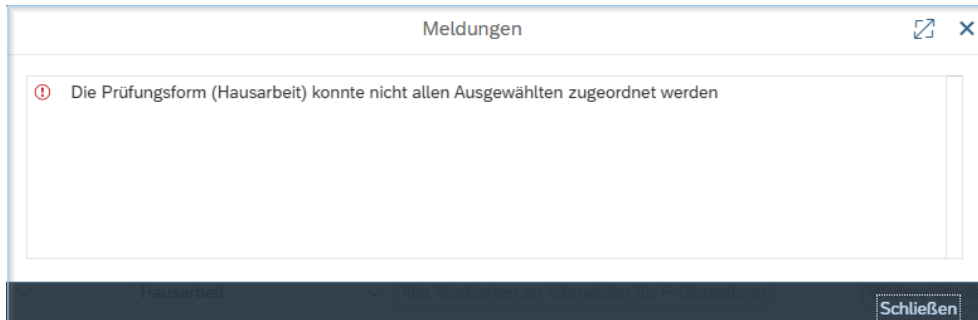 Meldungen
Die Prüfungsform (Hausarbeit) konnte nicht allen Ausgewählten zugeordnet werden
Hausarbeit
Alle Markierten an-/abmelden für Prüfungsform
Schließen